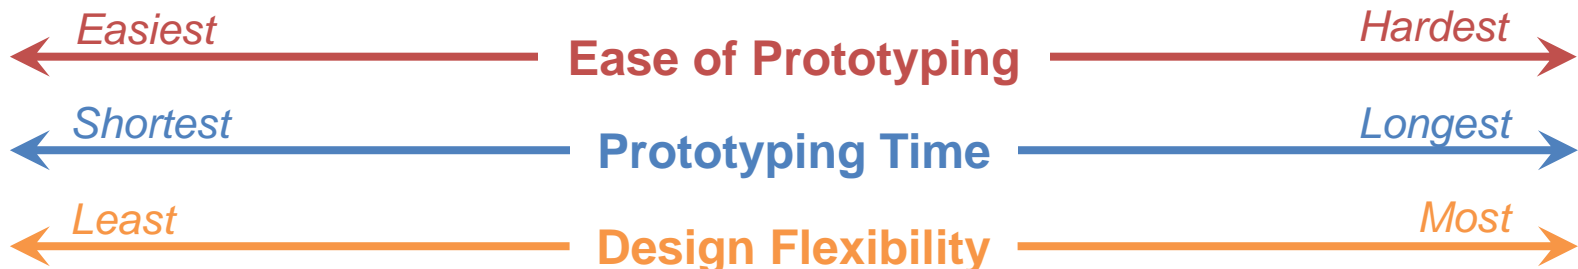 Easiest Ease of Prototyping Hardest
Shortest Prototyping Time Longest
Least Design Flexibility Most